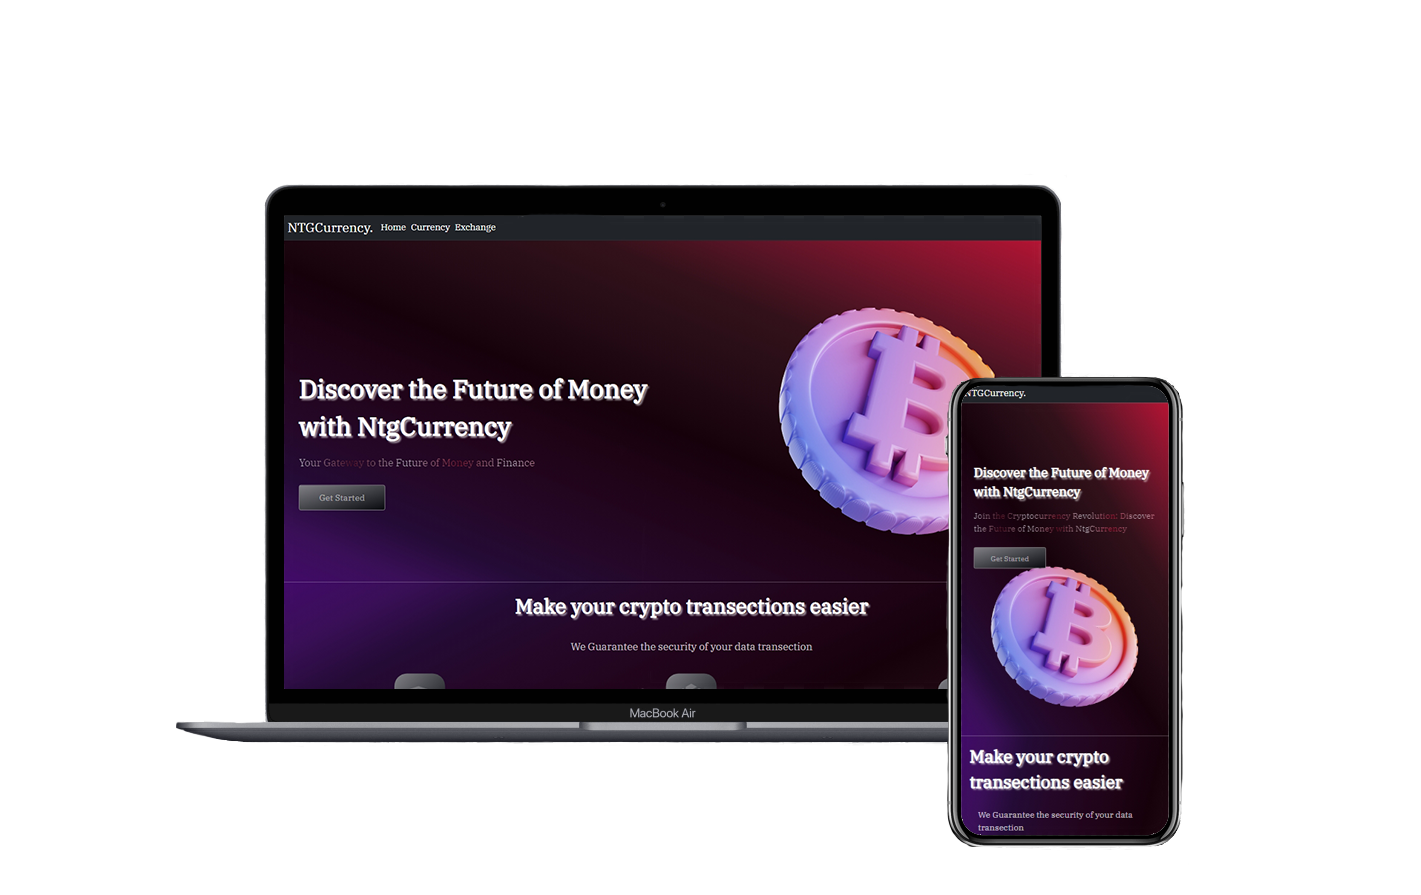 NTGCurrency. Home Currency Exchange
Discover the Future of Money
with NtgCurrency
Your Gateway to the Future of Money and Finance
Get Started
Make your crypto transections easier
We Guarantee the security of your data transection
MacBook Air
NTGCurrency.
Discover the Future of Money
with NtgCurrency
Join the Cryptocurrency Revolution: Discover
the Future of Money with NtgCurrency
Get Started
Make your crypto
transections easier
We Guarantee the security of your data
transection